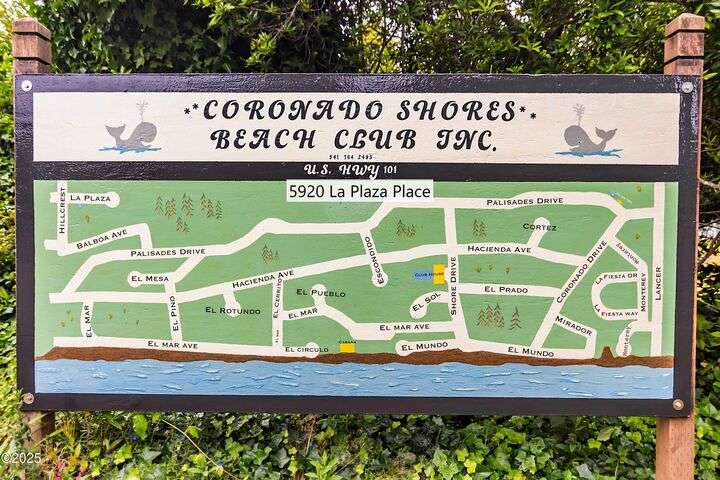 **CORONADO SHORES**
BEACH CLUB INC.
541 764 2495
U.S. HWY 101
5920 La Plaza Place
HILLCREST
LA PLAZA
BALBOA AVE
PALISADES DRIVE
PALISADES DRIVE
CORTEZ
HACIENDA AVE
ESCONDIDO
CLUB HOUSE
SHORE DRIVE
CORONADO DRIVE
Monterey
LA FIESTA DR
MONTEREY
LANCER
LA FIESTA WAY
EL MESA
HACIENDA AVE
EL CERRITO
EL PUEBLO
EL PRADO
EL SOL
EL MAR
EL PINO
EL ROTUNDO
EL MAR
EL MAR AVE
MIRADOR
EL MAR AVE
EL CIRCULO
EL MUNDO
EL MUNDO
Monterey
©2025